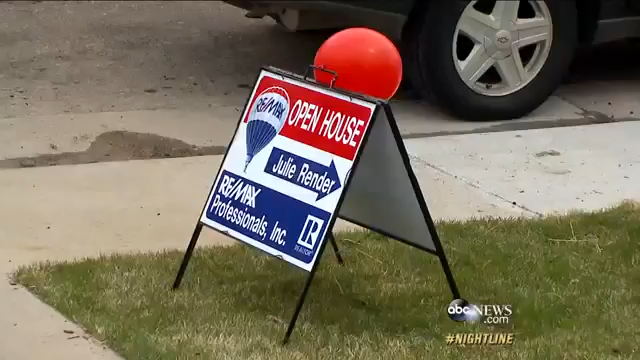 RE/MAX
OPEN HOUSE
Julie Render
RE/MAX
Professionals, Inc.
R
REALTOR
abc NEWS
.com
#NIGHTLINE